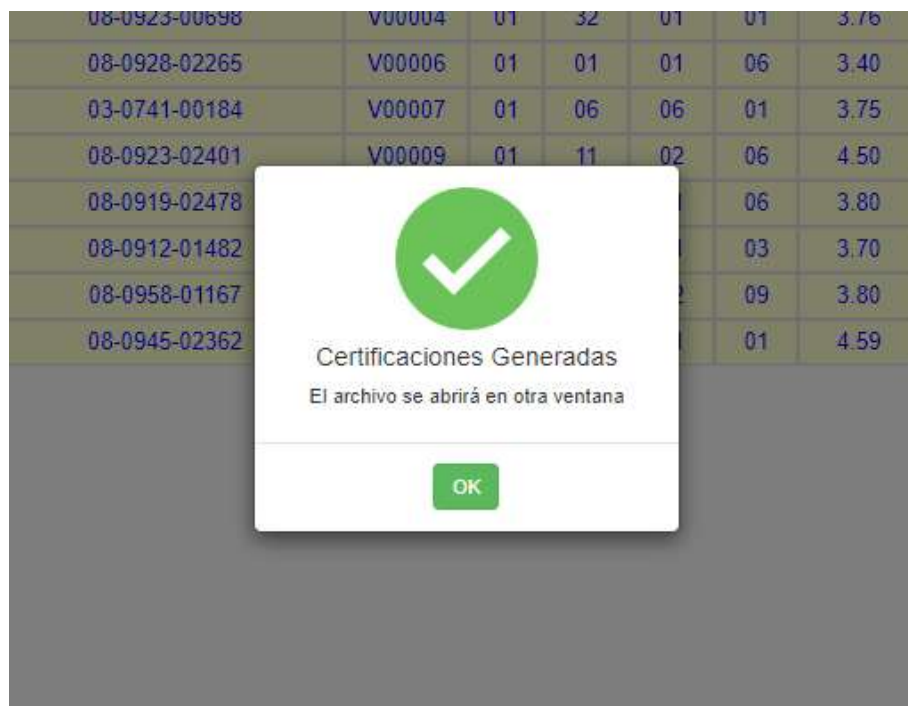 08-0923-00698 V00004 01 32 01 01 3.76
08-0928-02265 V00006 01 01 01 06 3.40
03-0741-00184 V00007 01 06 06 01 3.75
08-0923-02401 V00009 01 11 02 06 4.50
08-0919-02478 06 3.80
08-0912-01482 03 3.70
08-0958-01167 09 3.80
08-0945-02362 01 4.59
Certificaciones Generadas
El archivo se abrirá en otra ventana
OK